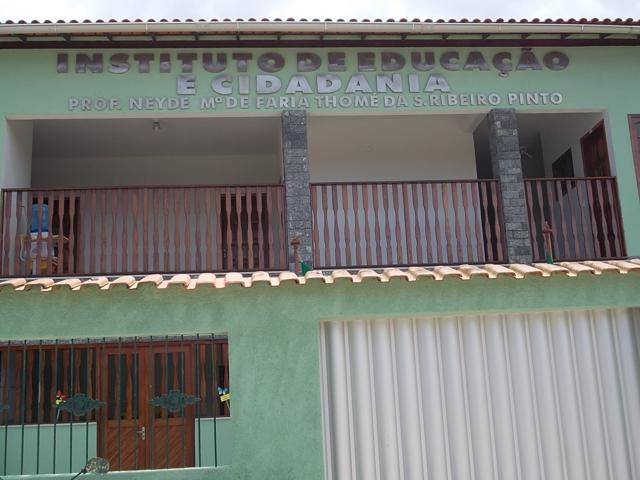 INSTITUTO DE EDUCAÇÃO
E CIDADANIA
PROF. NEYDE Mª DE FARIA THOMÉ DA S. RIBEIRO PINTO